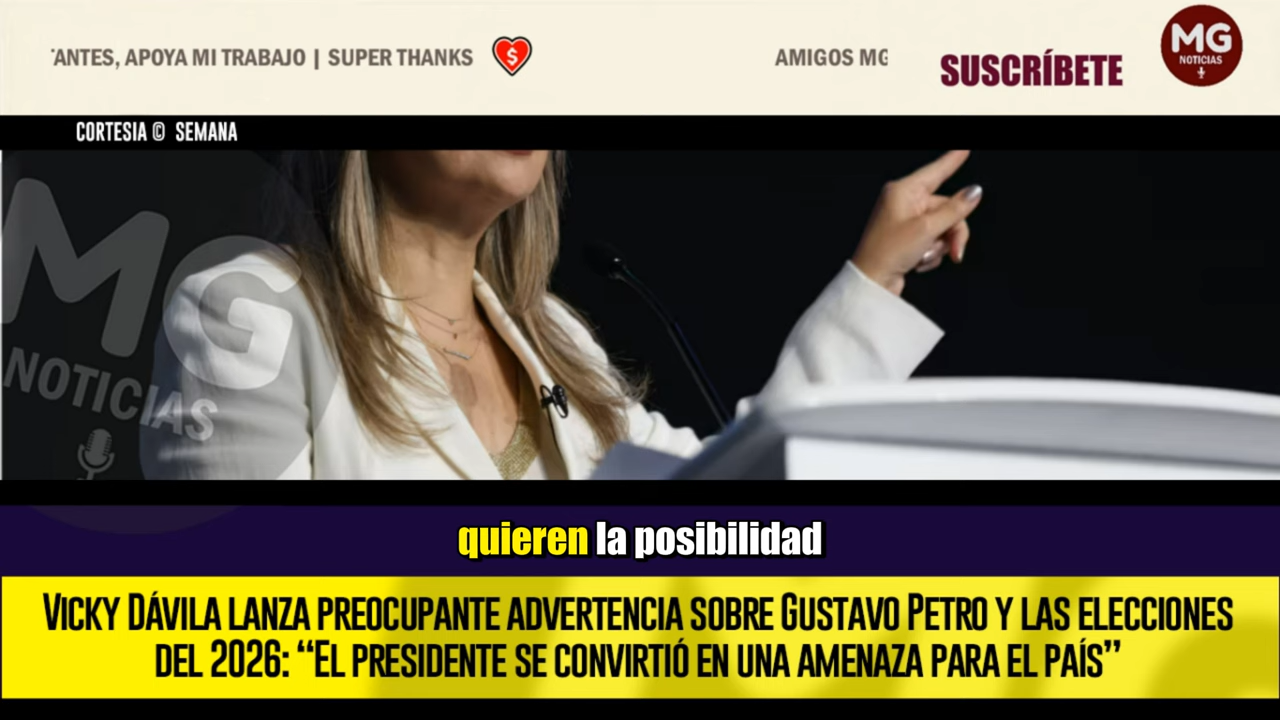 TANTES, APOYA MI TRABAJO | SUPER THANKS
AMIGOS MG
SUSCRÍBETE
MG
NOTICIAS
CORTESIA © SEMANA
MG
NOTICIAS
quieren la posibilidad
VICKY DÁVILA LANZA PREOCUPANTE ADVERTENCIA SOBRE GUSTAVO PETRO Y LAS ELECCIONES
DEL 2026: “EL PRESIDENTE SE CONVIRTIÓ EN UNA AMENAZA PARA EL PAÍS”